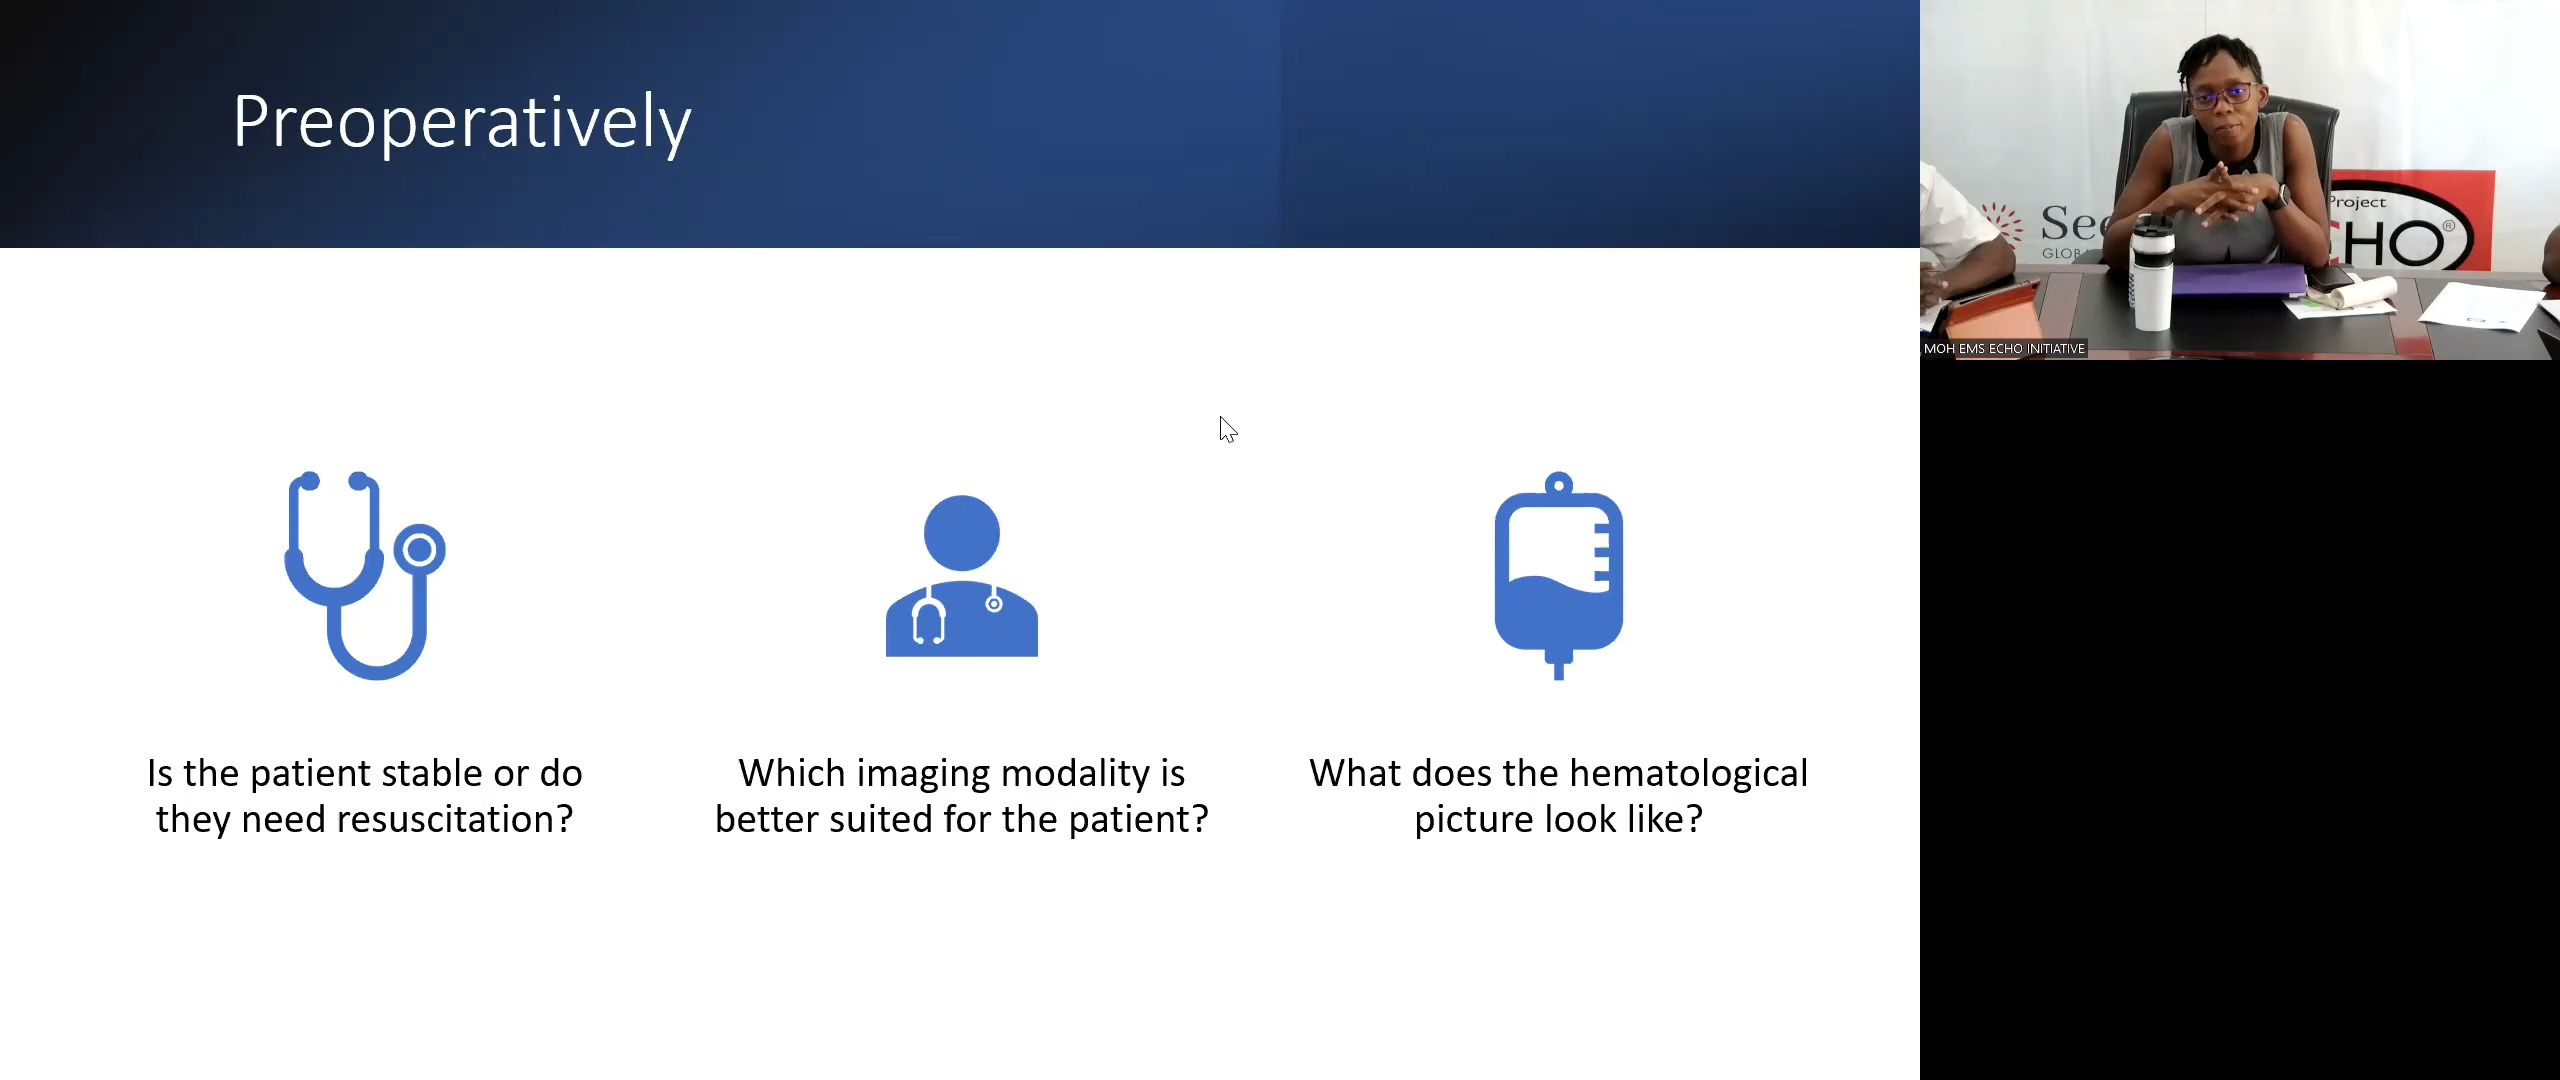 Preoperatively
Is the patient stable or do
they need resuscitation?
Which imaging modality is
better suited for the patient?
What does the hematological
picture look like?
Project
HO®
MOH EMS ECHO INITIATIVE